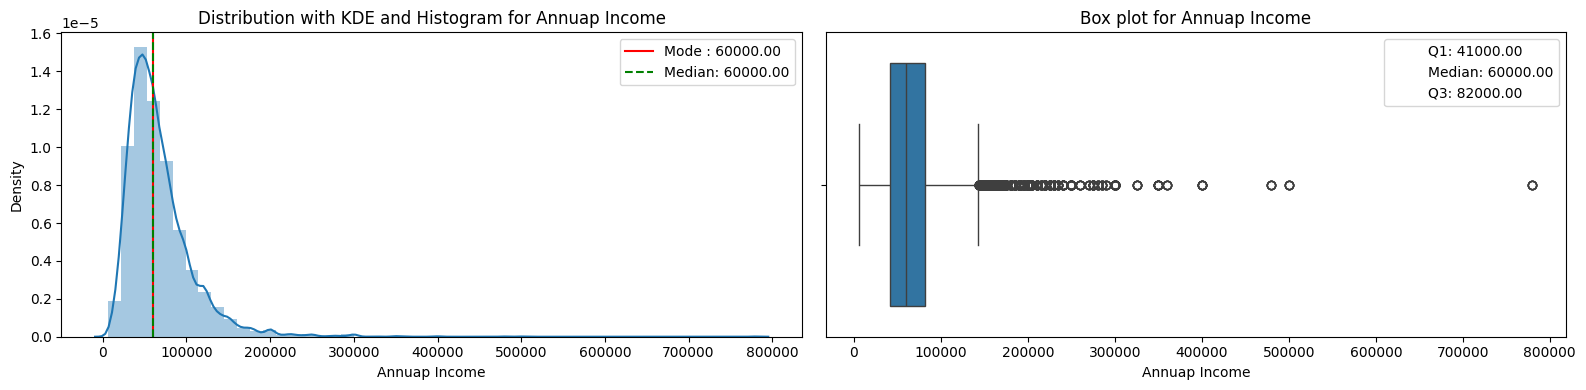 Distribution with KDE and Histogram for Annuap Income
1e−5
1.6
1.4
1.2
1.0
0.8
0.6
0.4
0.2
0.0
Density
Mode : 60000.00
Median: 60000.00
0 100000 200000 300000 400000 500000 600000 700000 800000
Annuap Income
Box plot for Annuap Income
Q1: 41000.00
Median: 60000.00
Q3: 82000.00
0 100000 200000 300000 400000 500000 600000 700000 800000
Annuap Income